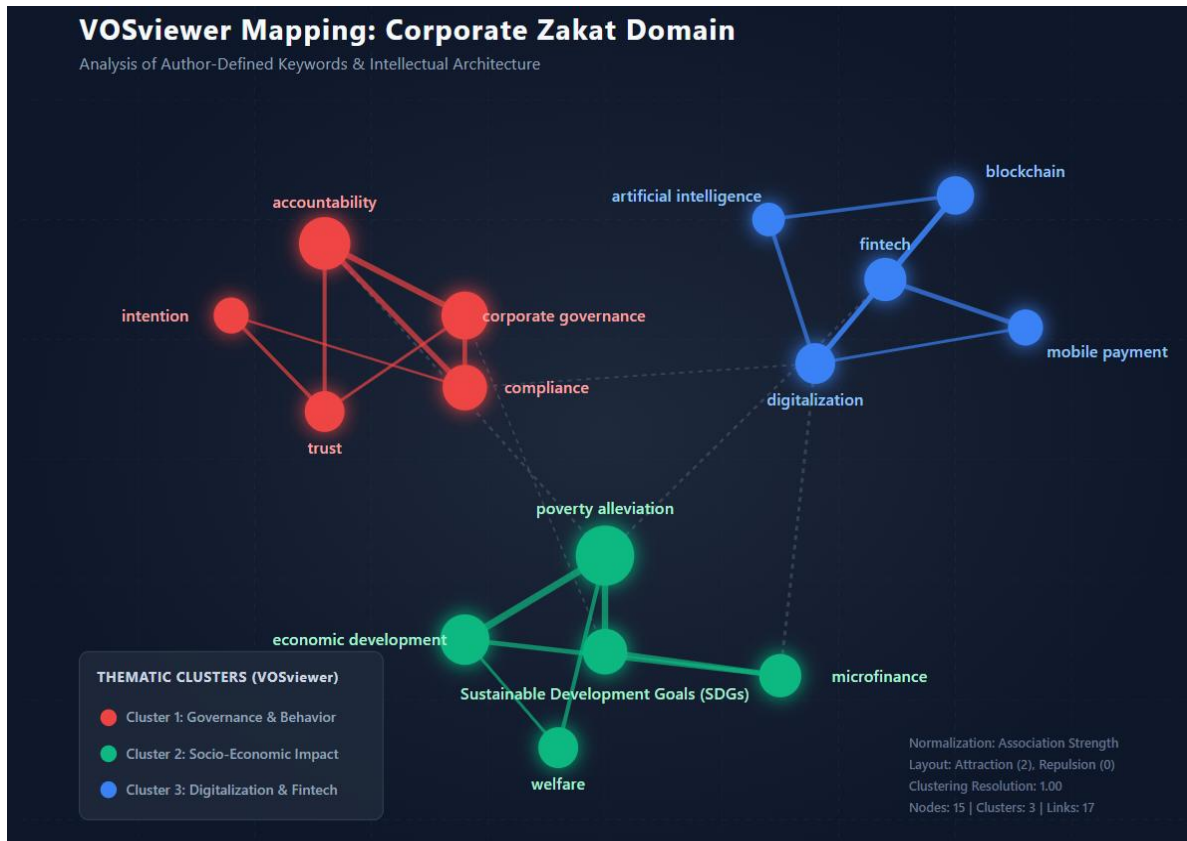 VOSviewer Mapping: Corporate Zakat Domain
Analysis of Author-Defined Keywords & Intellectual Architecture
blockchain
artificial intelligence
accountability
fintech
intention
corporate governance
mobile payment
compliance
digitalization
trust
poverty alleviation
economic development
microfinance
Sustainable Development Goals (SDGs)
welfare
THEMATIC CLUSTERS (VOSviewer)
Cluster 1: Governance & Behavior
Cluster 2: Socio-Economic Impact
Cluster 3: Digitalization & Fintech
Normalization: Association Strength
Layout: Attraction (2), Repulsion (0)
Clustering Resolution: 1.00
Nodes: 15 | Clusters: 3 | Links: 17